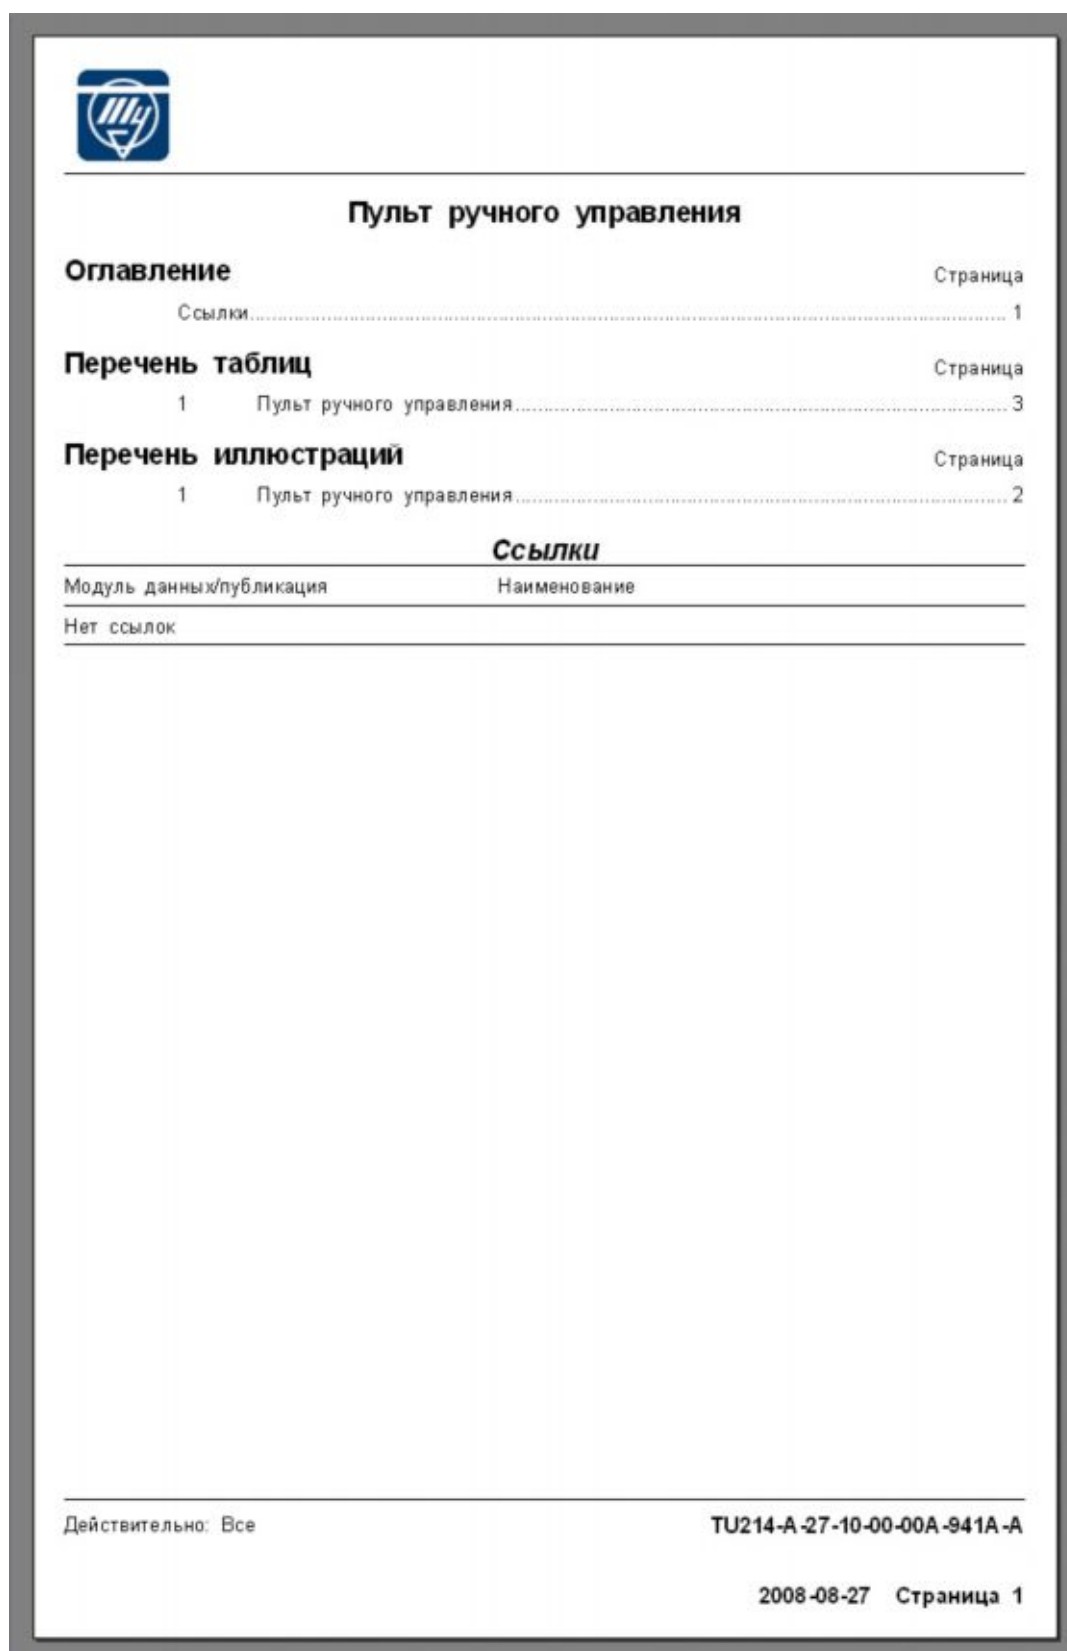 Ту
Пульт ручного управления
Оглавление Страница
Ссылки 1
Перечень таблиц Страница
1 Пульт ручного управления 3
Перечень иллюстраций Страница
1 Пульт ручного управления 2
Ссылки
Модуль данных/публикация Наименование
Нет ссылок
Действительно: Все TU214-A-27-10-00-00A-941A-A
2008-08-27 Страница 1